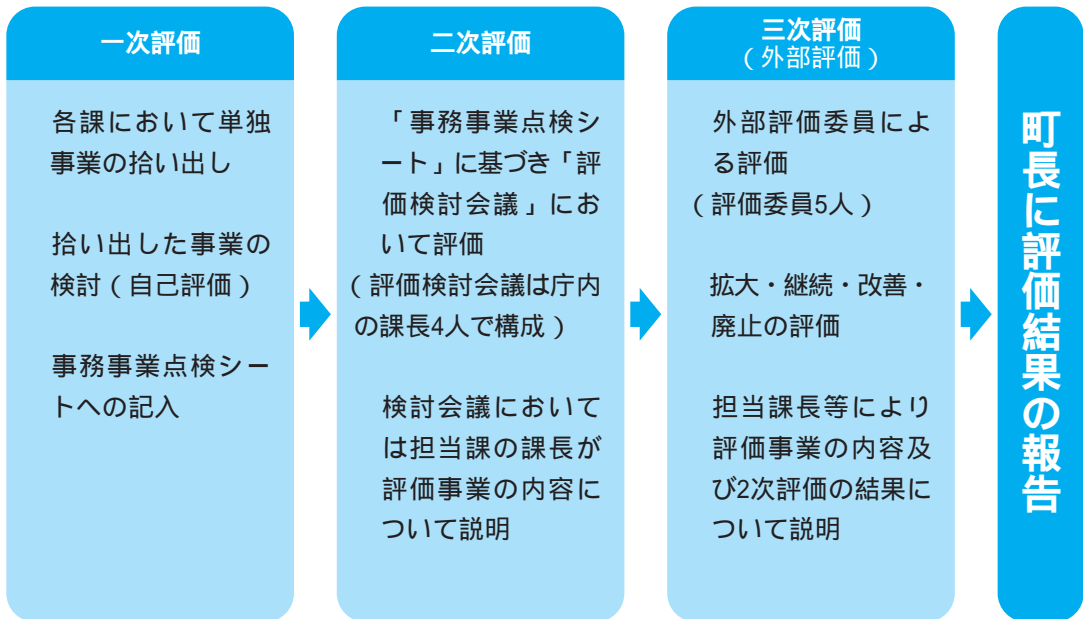 一次評価
各課において単独
事業の拾い出し
拾い出した事業の
検討（自己評価）
事務事業点検シー
トへの記入
二次評価
「事務事業点検シ
ート」に基づき「評
価検討会議」にお
いて評価
（評価検討会議は庁内
の課長4人で構成）
検討会議において
は担当課の課長が
評価事業の内容に
ついて説明
三次評価
（外部評価）
外部評価委員によ
る評価
（評価委員5人）
拡大・継続・改善・
廃止の評価
担当課長等により
評価事業の内容及
び2次評価の結果に
ついて説明
町長に評価結果の報告